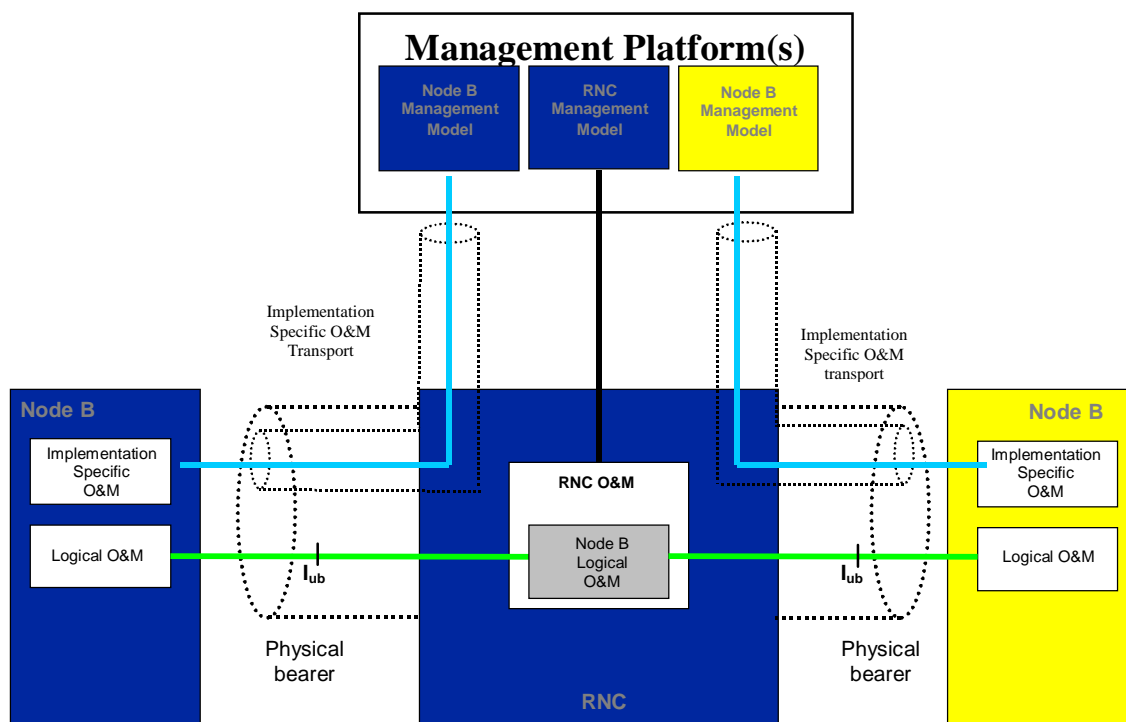 Management Platform(s)
Node B
Management
Model
RNC
Management
Model
Node B
Management
Model
Implementation
Specific O&M
Transport
Implementation
Specific O&M
transport
Node B
Implementation
Specific
O&M
Logical O&M
Iub
Physical
bearer
RNC O&M
Node B
Logical
O&M
RNC
Iub
Physical
bearer
Node B
Implementation
Specific
O&M
Logical O&M